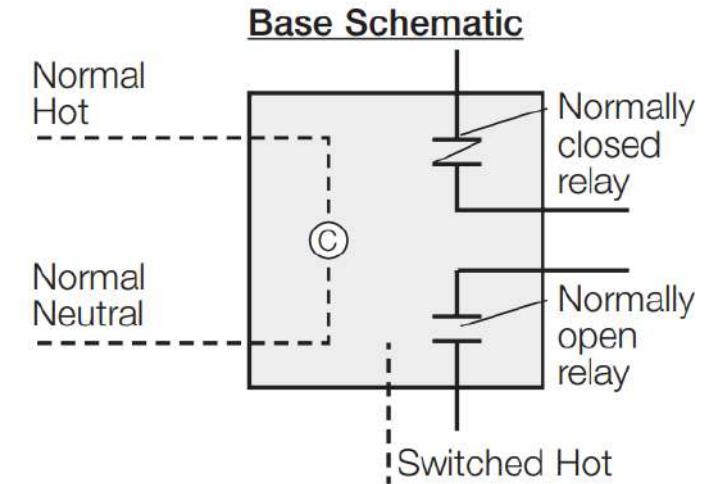 Base Schematic
Normal
Hot
Normally
closed
relay
C
Normal
Neutral
Normally
open
relay
Switched Hot